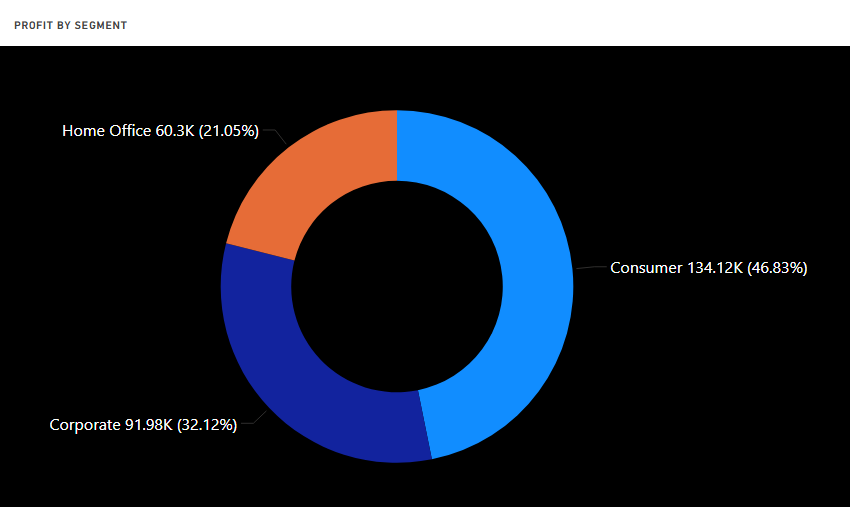 PROFIT BY SEGMENT
Home Office 60.3K (21.05%)
Consumer 134.12K (46.83%)
Corporate 91.98K (32.12%)